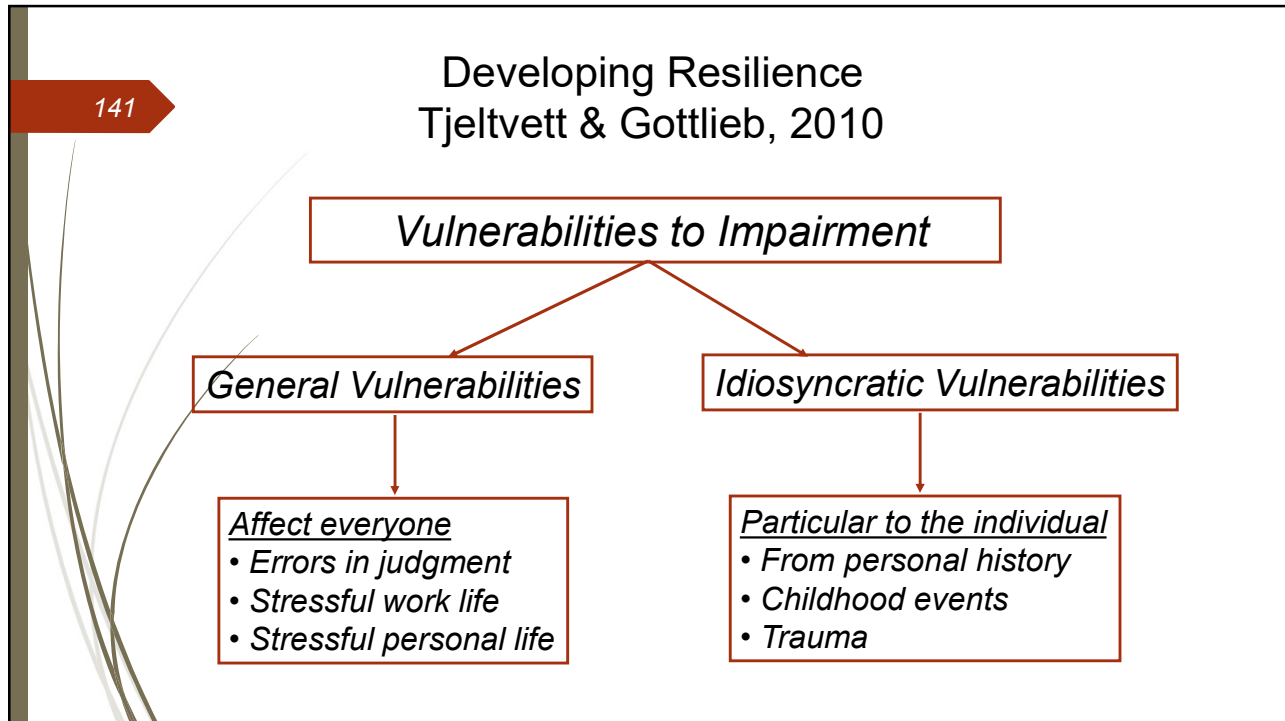 141
Developing Resilience
Tjeltvett & Gottlieb, 2010
Vulnerabilities to Impairment
General Vulnerabilities
Idiosyncratic Vulnerabilities
Affect everyone
• Errors in judgment
• Stressful work life
• Stressful personal life
Particular to the individual
• From personal history
• Childhood events
• Trauma